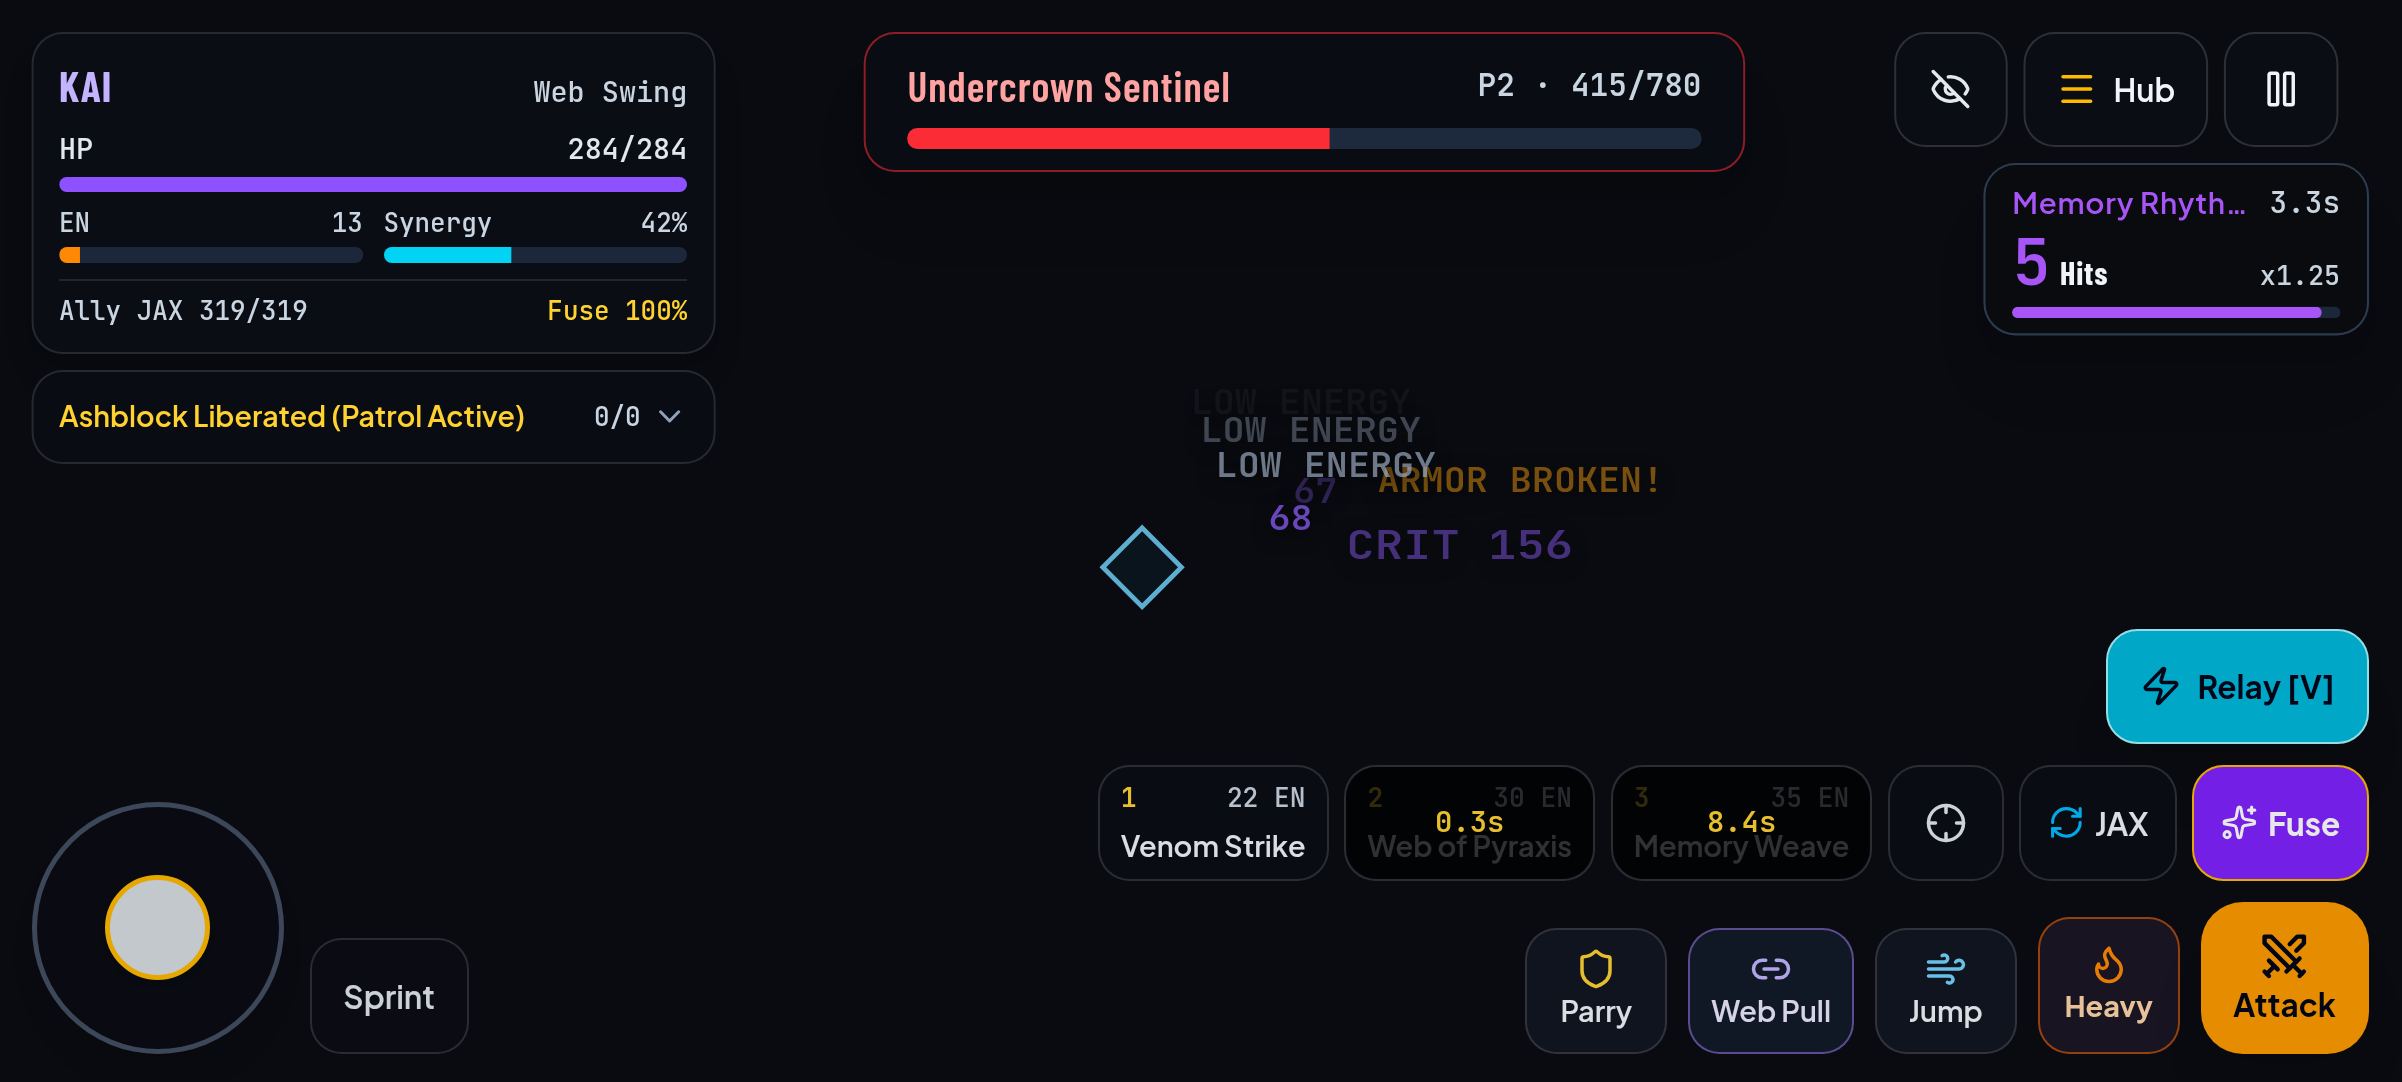 KAI
Web Swing
HP
284/284
EN
13
Synergy
42%
Ally JAX 319/319
Fuse 100%
Ashblock Liberated (Patrol Active)
0/0
Undercrown Sentinel
P2 · 415/780
Hub
Memory Rhyth...
3.3s
5 Hits
x1.25
LOW ENERGY
LOW ENERGY
LOW ENERGY
ARMOR BROKEN!
67
68
CRIT 156
Relay [V]
1
22 EN
Venom Strike
2
30 EN
0.3s
Web of Pyraxis
3
35 EN
8.4s
Memory Weave
JAX
Fuse
Sprint
Parry
Web Pull
Jump
Heavy
Attack